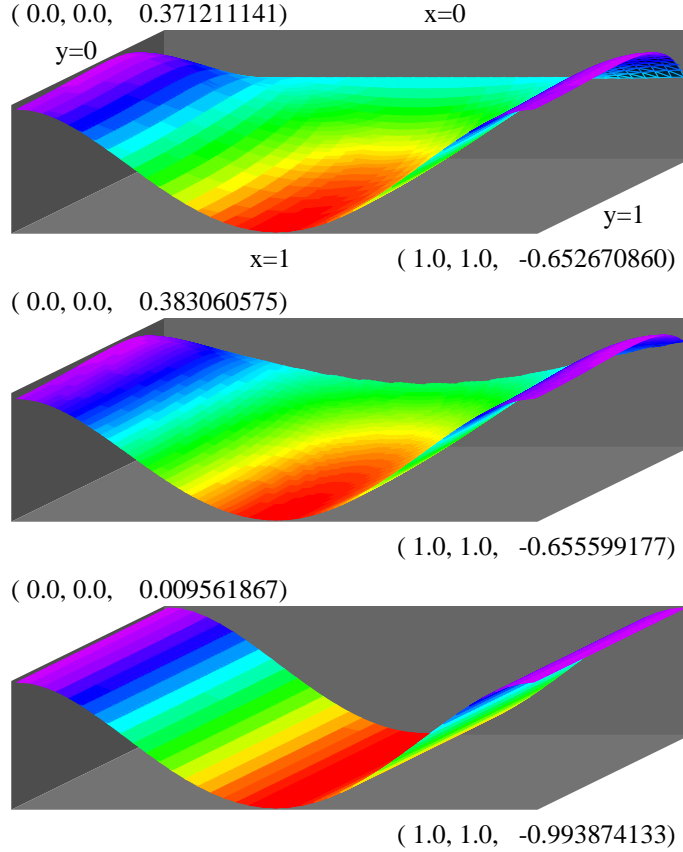 ( 0.0, 0.0, 0.371211141)
x=0
y=0
y=1
x=1
( 1.0, 1.0, -0.652670860)
( 0.0, 0.0, 0.383060575)
( 1.0, 1.0, -0.655599177)
( 0.0, 0.0, 0.009561867)
( 1.0, 1.0, -0.993874133)